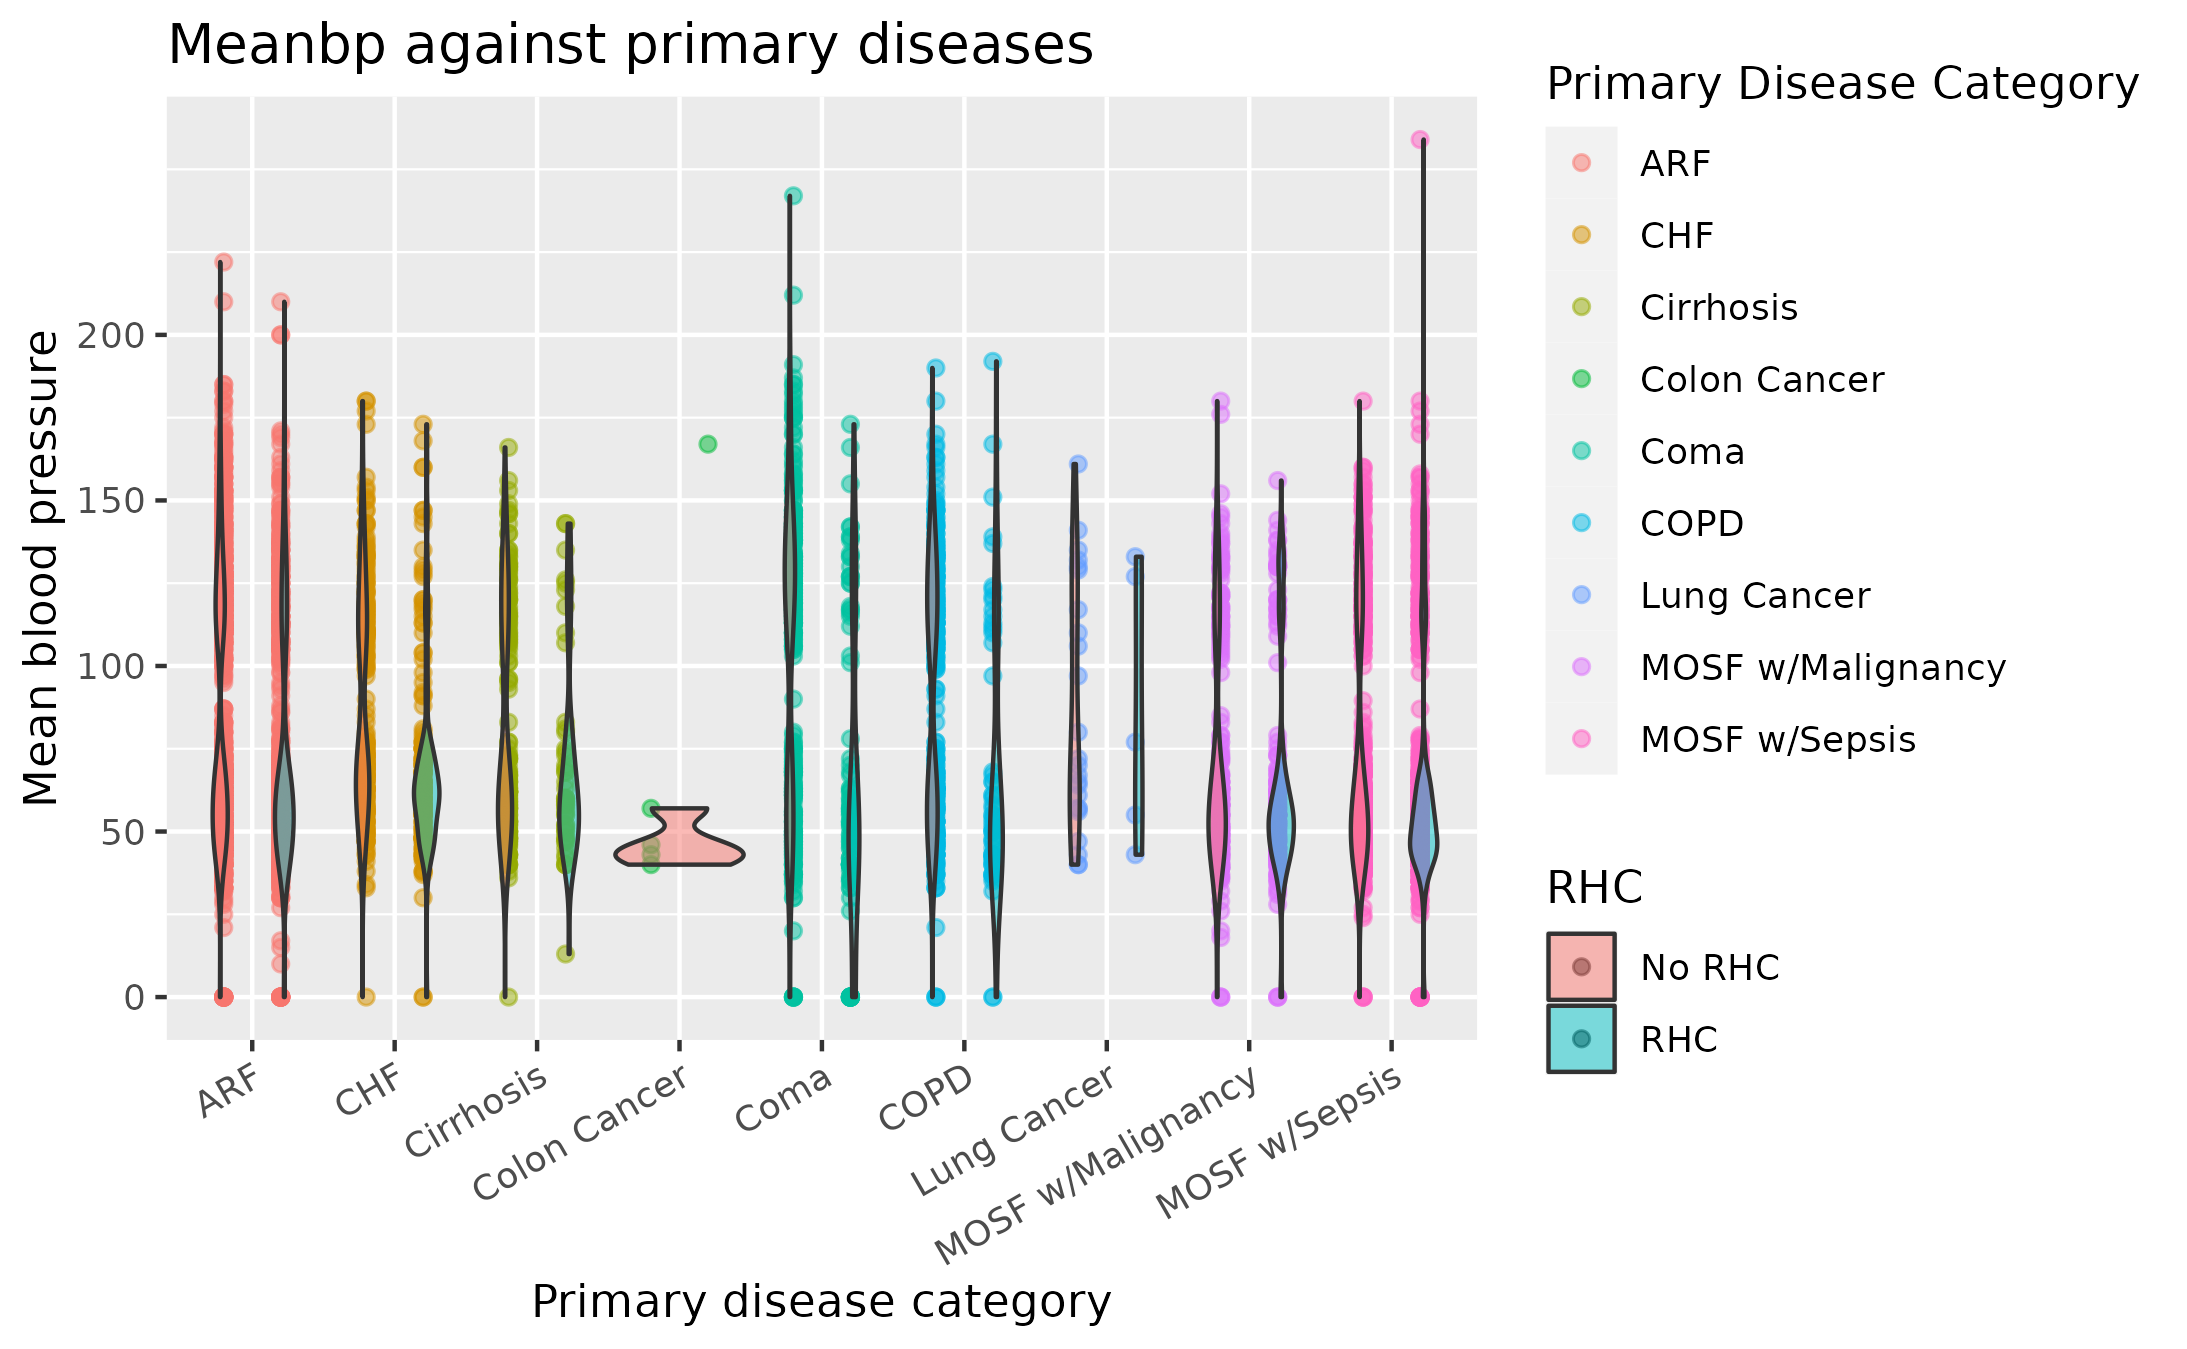 Meanbp against primary diseases
Mean blood pressure
200
150
100
50
0
ARF
CHF
Cirrhosis
Colon Cancer
Coma
COPD
Lung Cancer
MOSF w/Malignancy
MOSF w/Sepsis
Primary disease category
Primary Disease Category
ARF
CHF
Cirrhosis
Colon Cancer
Coma
COPD
Lung Cancer
MOSF w/Malignancy
MOSF w/Sepsis
RHC
No RHC
RHC